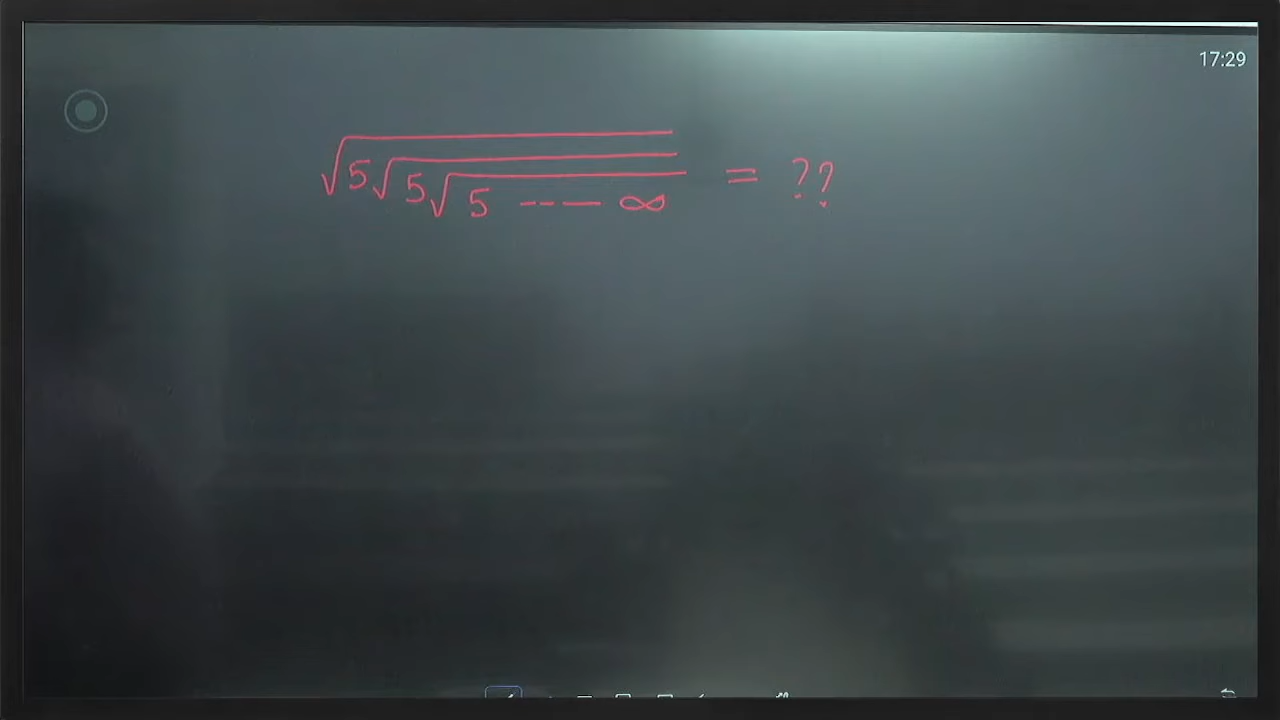 17:29
√5√5√5 ---- ∞ = ??